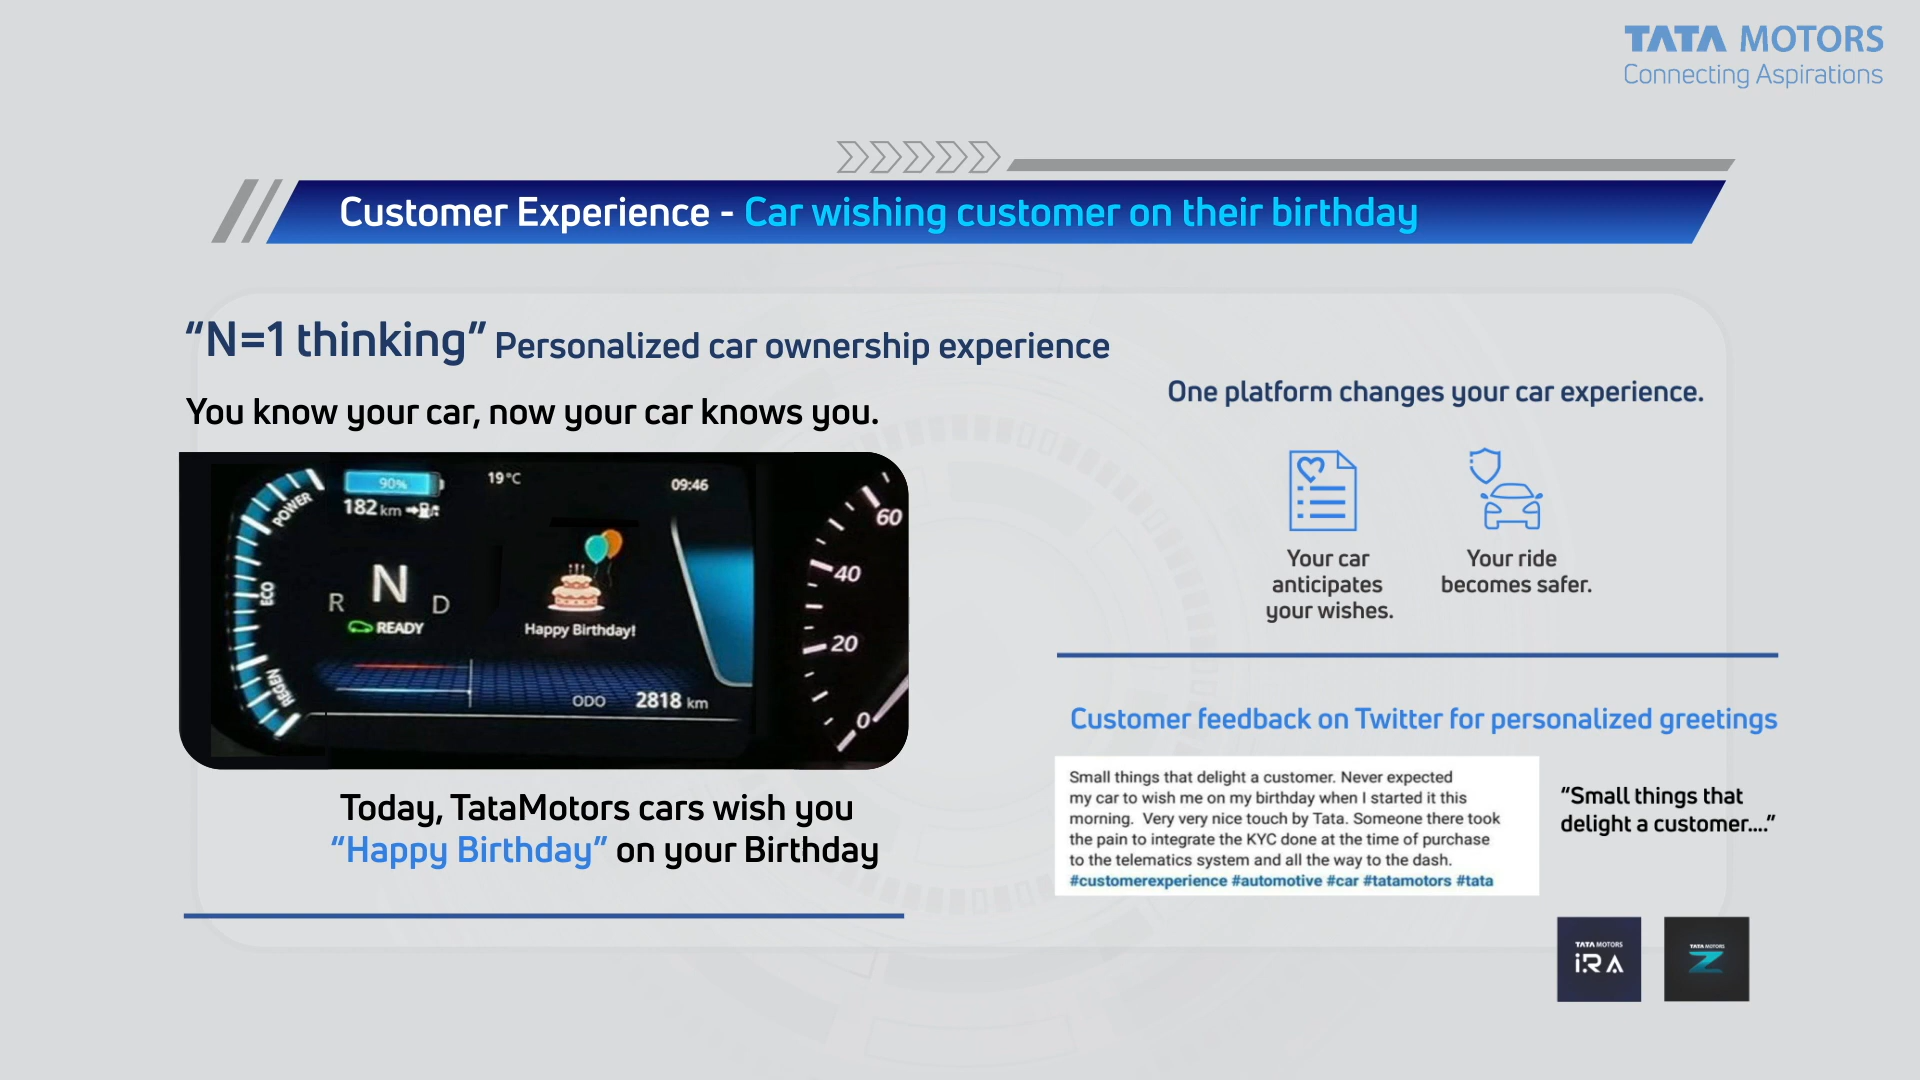 TATA MOTORS
Connecting Aspirations
Customer Experience - Car wishing customer on their birthday
“N=1 thinking” Personalized car ownership experience
You know your car, now your car knows you.
90%
182 km
19°C
09:46
POWER
ECO
REGEN
R N D
READY
Happy Birthday!
ODO 2818 km
60
40
20
0
Today, TataMotors cars wish you
“Happy Birthday” on your Birthday
One platform changes your car experience.
Your car
anticipates
your wishes.
Your ride
becomes safer.
Customer feedback on Twitter for personalized greetings
Small things that delight a customer. Never expected
my car to wish me on my birthday when I started it this
morning. Very very nice touch by Tata. Someone there took
the pain to integrate the KYC done at the time of purchase
to the telematics system and all the way to the dash.
#customerexperience #automotive #car #tatamotors #tata
“Small things that
delight a customer....”
TATA MOTORS
iRA
TATA MOTORS
Z